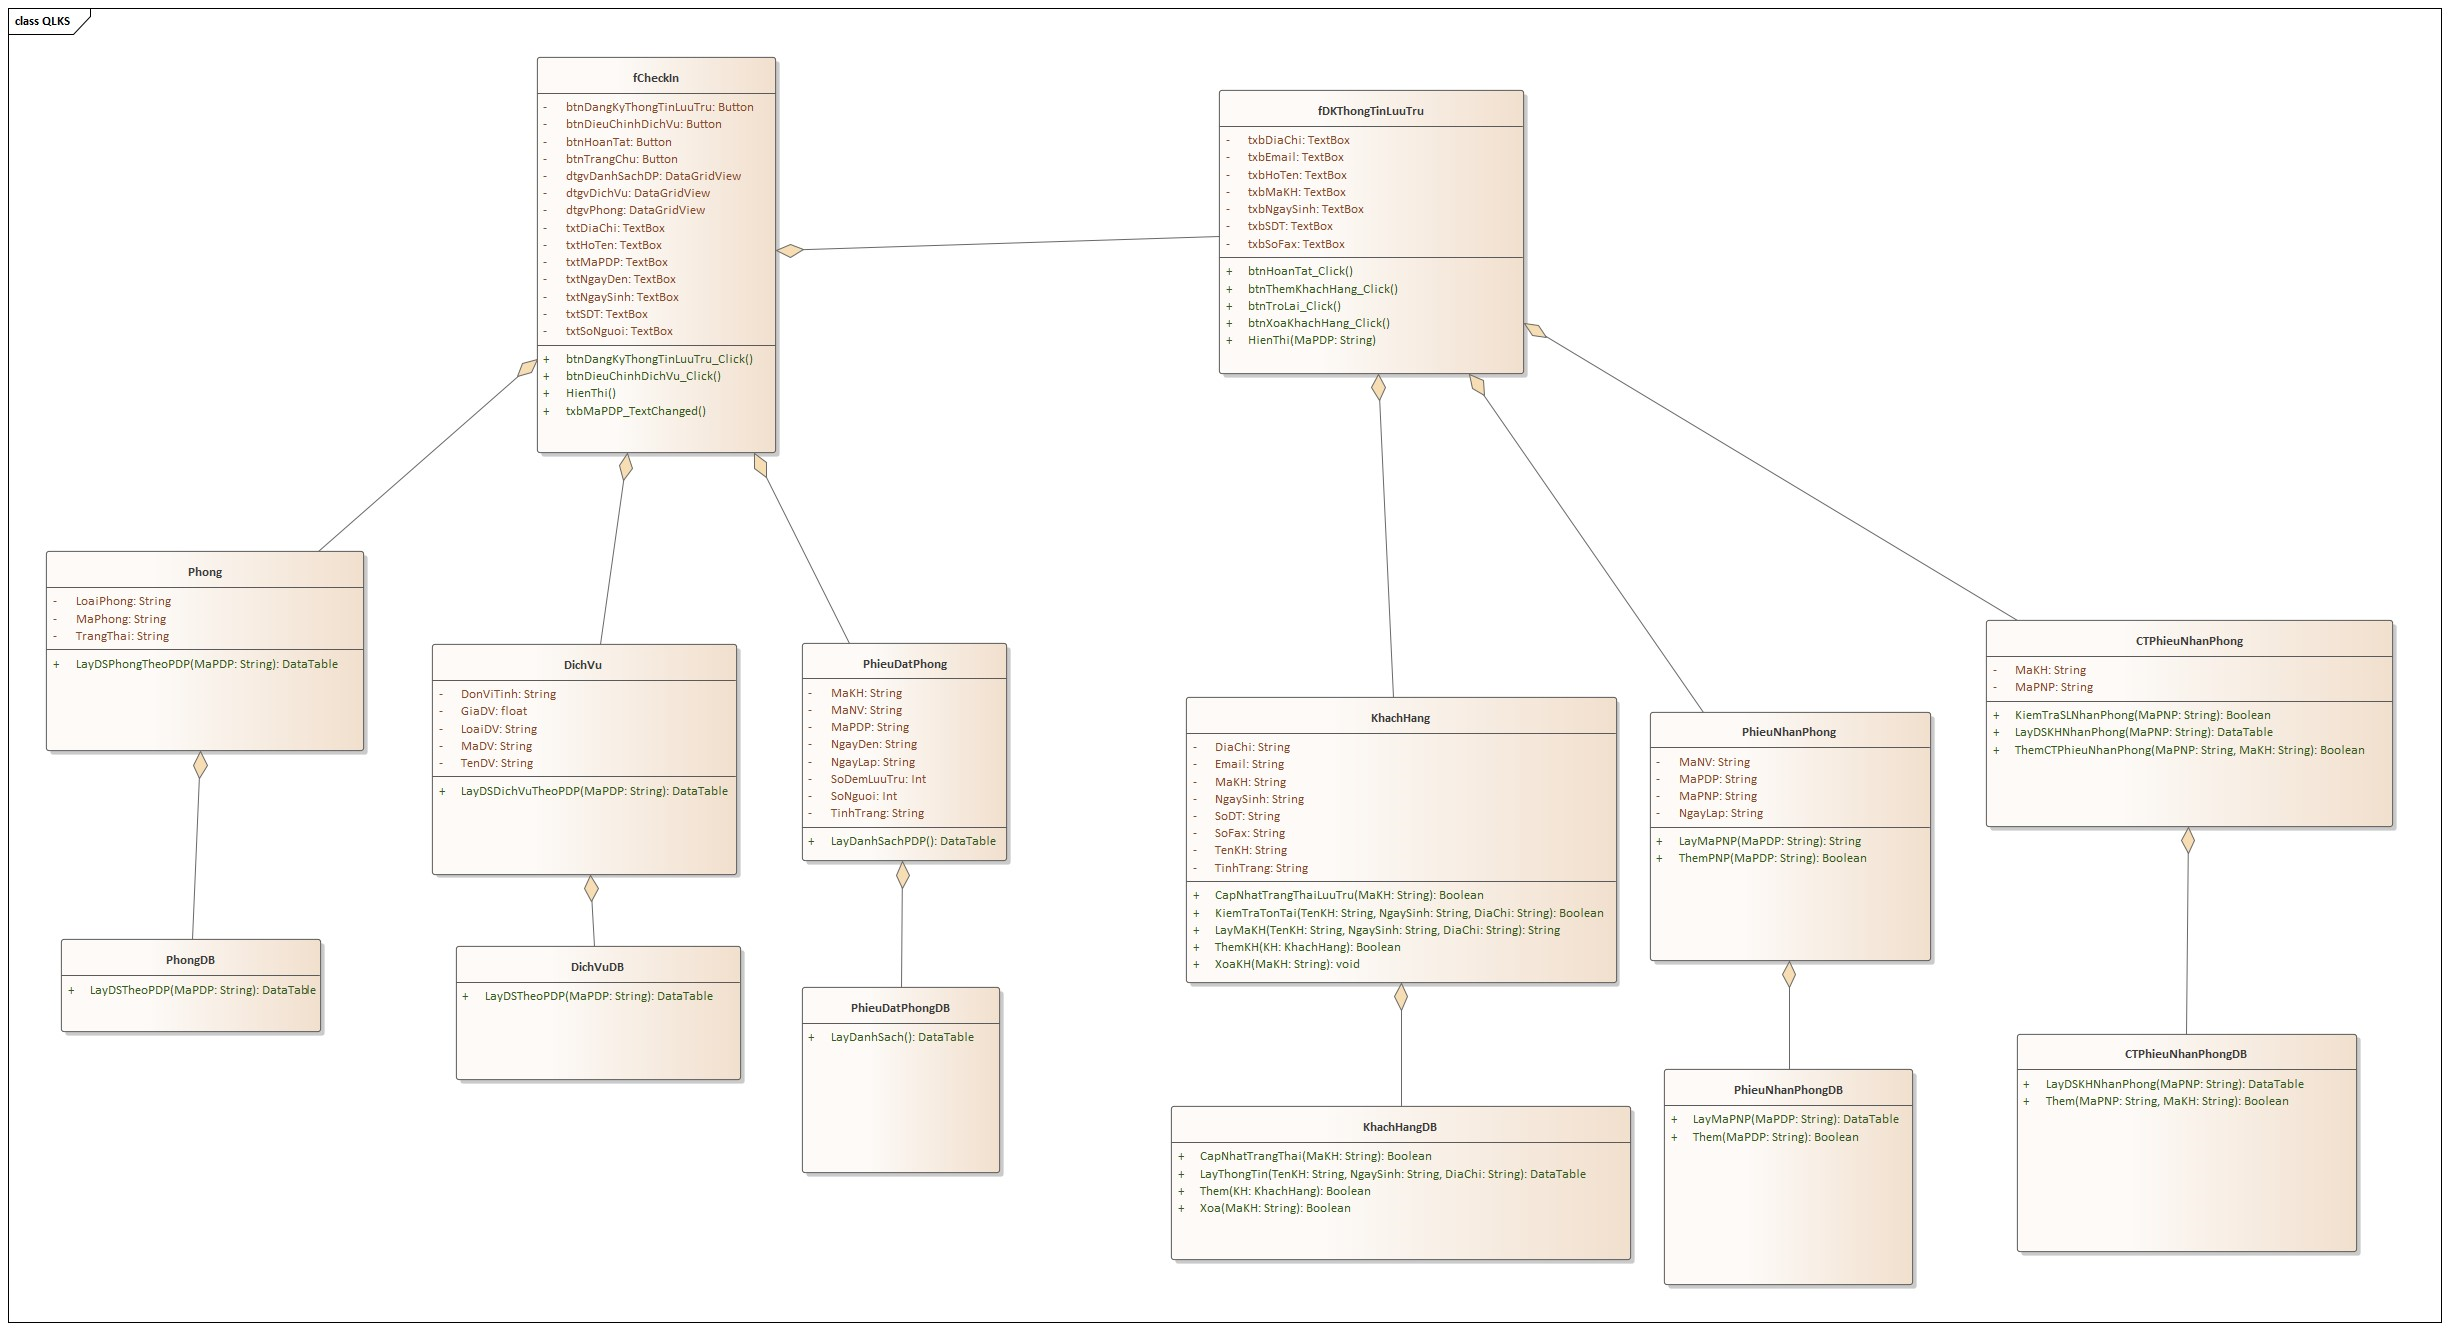 class QLKS
fCheckIn
- btnDangKyThongTinLuuTru: Button
- btnDieuChinhDichVu: Button
- btnHoanTat: Button
- btnTrangChu: Button
- dtgvDanhSachDP: DataGridView
- dtgvDichVu: DataGridView
- dtgvPhong: DataGridView
- txtDiaChi: TextBox
- txtHoTen: TextBox
- txtMaPDP: TextBox
- txtNgayDen: TextBox
- txtNgaySinh: TextBox
- txtSDT: TextBox
- txtSoNguoi: TextBox
+ btnDangKyThongTinLuuTru_Click()
+ btnDieuChinhDichVu_Click()
+ HienThi()
+ txbMaPDP_TextChanged()
fDKThongTinLuuTru
- txbDiaChi: TextBox
- txbEmail: TextBox
- txbHoTen: TextBox
- txbMaKH: TextBox
- txbNgaySinh: TextBox
- txbSDT: TextBox
- txbSoFax: TextBox
+ btnHoanTat_Click()
+ btnThemKhachHang_Click()
+ btnTroLai_Click()
+ btnXoaKhachHang_Click()
+ HienThi(MaPDP: String)
Phong
- LoaiPhong: String
- MaPhong: String
- TrangThai: String
+ LayDSPhongTheoPDP(MaPDP: String): DataTable
DichVu
- DonViTinh: String
- GiaDV: float
- LoaiDV: String
- MaDV: String
- TenDV: String
+ LayDSDichVuTheoPDP(MaPDP: String): DataTable
PhieuDatPhong
- MaKH: String
- MaNV: String
- MaPDP: String
- NgayDen: String
- NgayLap: String
- SoDemLuuTru: Int
- SoNguoi: Int
- TinhTrang: String
+ LayDanhSachPDP(): DataTable
KhachHang
- DiaChi: String
- Email: String
- MaKH: String
- NgaySinh: String
- SoDT: String
- SoFax: String
- TenKH: String
- TinhTrang: String
+ CapNhatTrangThaiLuuTru(MaKH: String): Boolean
+ KiemTraTonTai(TenKH: String, NgaySinh: String, DiaChi: String): Boolean
+ LayMaKH(TenKH: String, NgaySinh: String, DiaChi: String): String
+ ThemKH(KH: KhachHang): Boolean
+ XoaKH(MaKH: String): void
PhieuNhanPhong
- MaNV: String
- MaPDP: String
- MaPNP: String
- NgayLap: String
+ LayMaPNP(MaPDP: String): String
+ ThemPNP(MaPDP: String): Boolean
CTPhieuNhanPhong
- MaKH: String
- MaPNP: String
+ KiemTraSLNhanPhong(MaPNP: String): Boolean
+ LayDSKHNhanPhong(MaPNP: String): DataTable
+ ThemCTPhieuNhanPhong(MaPNP: String, MaKH: String): Boolean
PhongDB
+ LayDSTheoPDP(MaPDP: String): DataTable
DichVuDB
+ LayDSTheoPDP(MaPDP: String): DataTable
PhieuDatPhongDB
+ LayDanhSach(): DataTable
KhachHangDB
+ CapNhatTrangThai(MaKH: String): Boolean
+ LayThongTin(TenKH: String, NgaySinh: String, DiaChi: String): DataTable
+ Them(KH: KhachHang): Boolean
+ Xoa(MaKH: String): Boolean
PhieuNhanPhongDB
+ LayMaPNP(MaPDP: String): DataTable
+ Them(MaPDP: String): Boolean
CTPhieuNhanPhongDB
+ LayDSKHNhanPhong(MaPNP: String): DataTable
+ Them(MaPNP: String, MaKH: String): Boolean